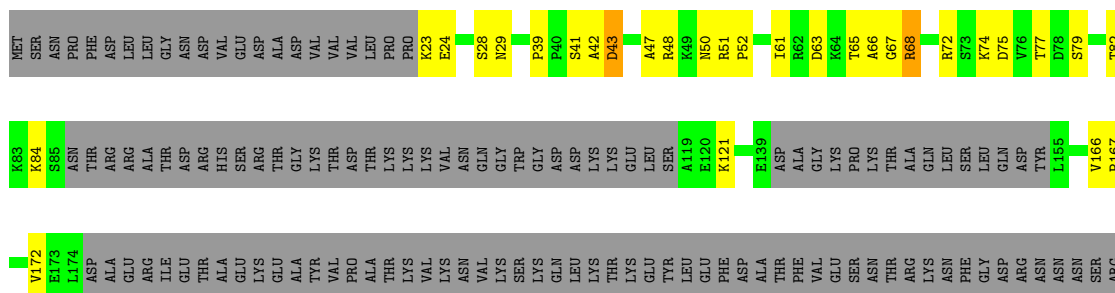 MET SER ASN PRO PHE ASP LEU LEU GLY ASN ASP VAL GLU ASP ALA ASP VAL VAL VAL LEU PRO PRO K23 E24 S28 N29 P39 P40 S41 A42 D43 A47 R48 K49 N50 R51 P52 I61 R62 D63 K64 T65 A66 G67 R68 R72 S73 K74 D75 V76 T77 D78 S79
K83 K84 S85 ASN THR ARG ARG ARG ALA THR ASP ARG HIS SER ARG THR GLY LYS THR ASP THR LYS LYS LYS VAL ASN GLN GLY TRP GLY ASP ASP LYS LYS GLU LEU SER A119 E120 K121 E139 ASP ALA GLY LYS PRO LYS THR ALA GLN LEU SER LEU GLN ASP TYR L155 V166
V172 E173 L174 ASP ALA GLU ARG ILE GLU THR ALA GLU LYS GLU ALA TYR VAL PRO ALA THR LYS VAL LYS ASN VAL LYS SER LYS GLN LEU LYS THR LYS GLU TYR LEU GLU PHE ASP ALA THR PHE VAL GLU SER ASN THR ARG LYS ASN PHE GLY ASP ARG ASN ASN ASN SER